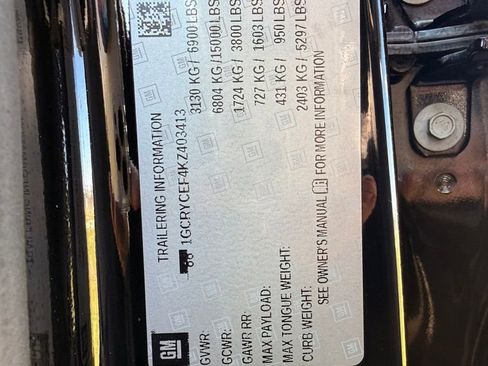 TRAILERING INFORMATION
1GCRYCEF4KZ403413
GM
GVWR: 3130 KG / 6900 LBS
GCWR: 6804 KG /15000 LBS
GAWR RR: 1724 KG / 3800 LBS
MAX PAYLOAD: 727 KG / 1603 LBS
MAX TONGUE WEIGHT: 431 KG / 950 LBS
CURB WEIGHT: 2403 KG / 5297 LBS
SEE OWNER'S MANUAL FOR MORE INFORMATION